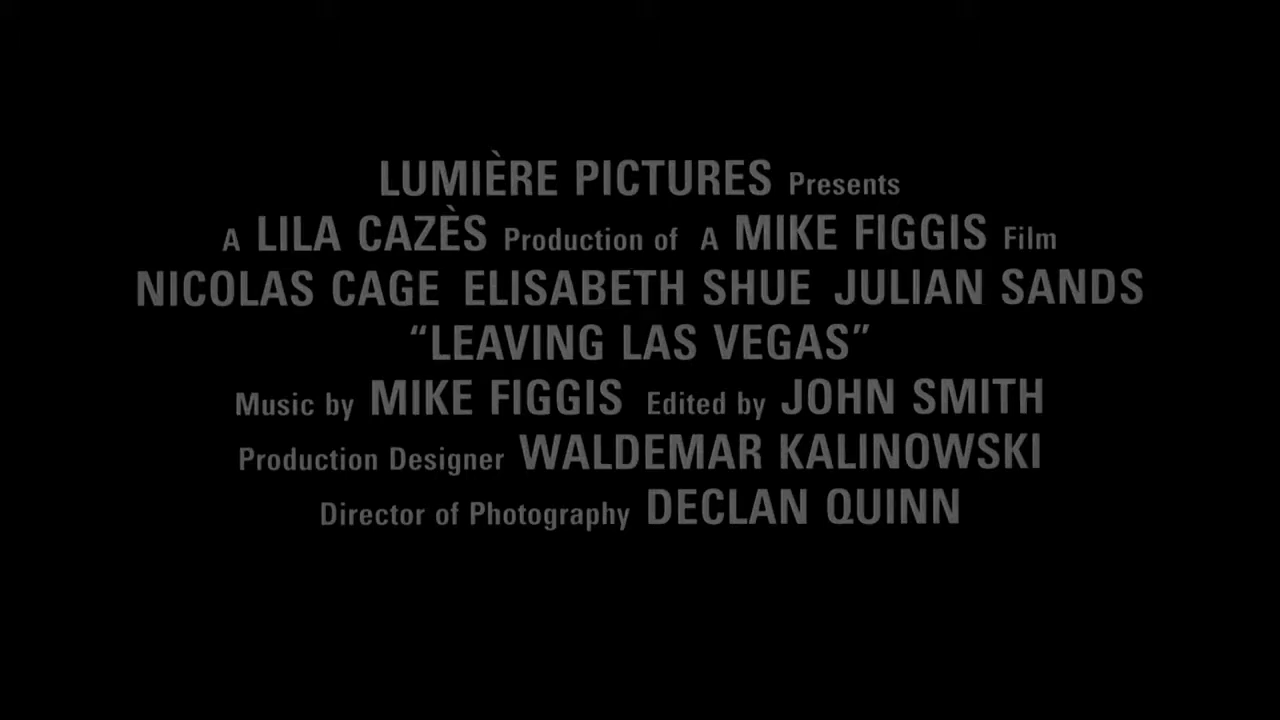 LUMIÈRE PICTURES Presents
A LILA CAZÈS Production of A MIKE FIGGIS Film
NICOLAS CAGE ELISABETH SHUE JULIAN SANDS
“LEAVING LAS VEGAS”
Music by MIKE FIGGIS Edited by JOHN SMITH
Production Designer WALDEMAR KALINOWSKI
Director of Photography DECLAN QUINN